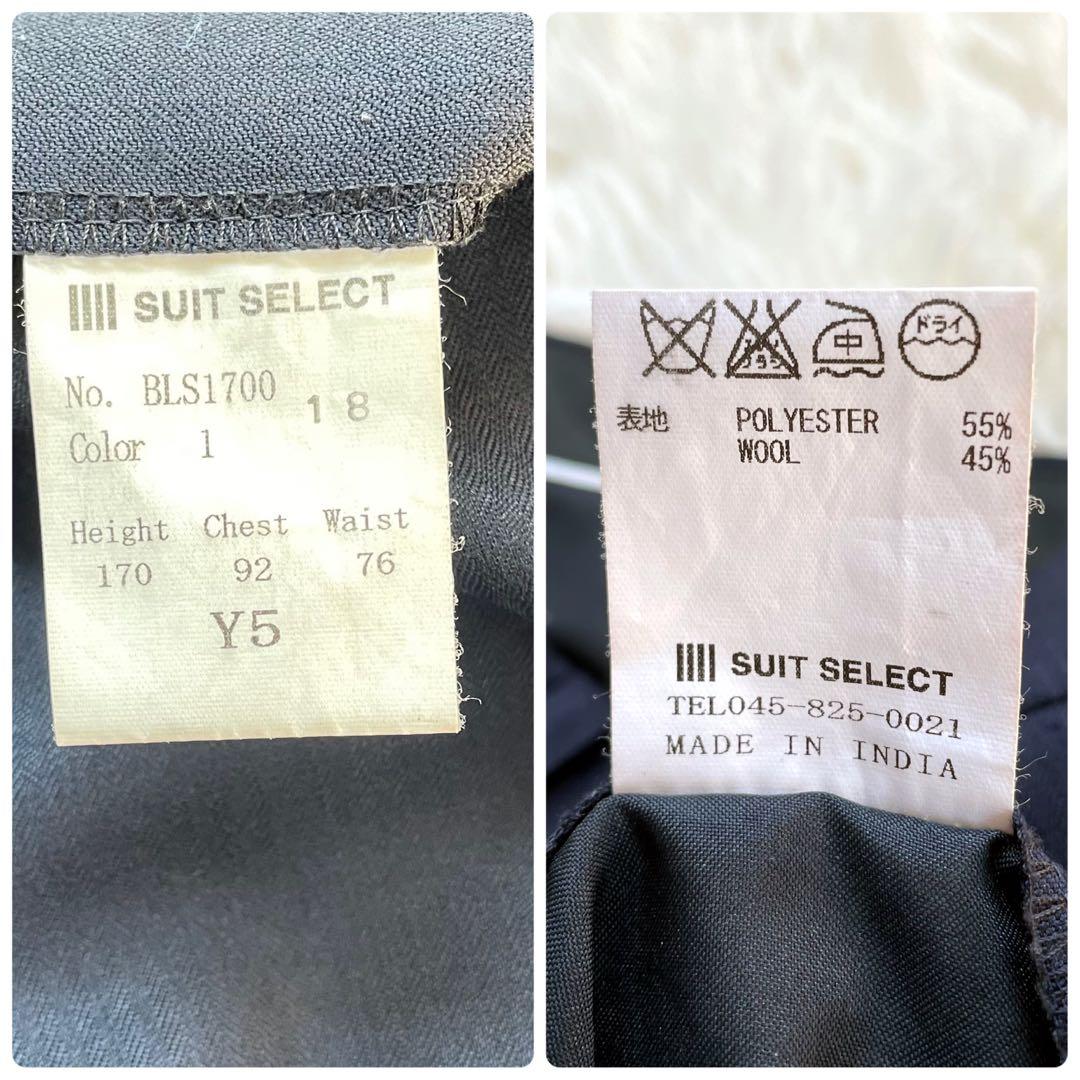 SUIT SELECT
No. BLS1700 18
Color 1
Height Chest Waist
170 92 76
Y5
中 ドライ
表地 POLYESTER 55%
WOOL 45%
SUIT SELECT
TEL045-825-0021
MADE IN INDIA